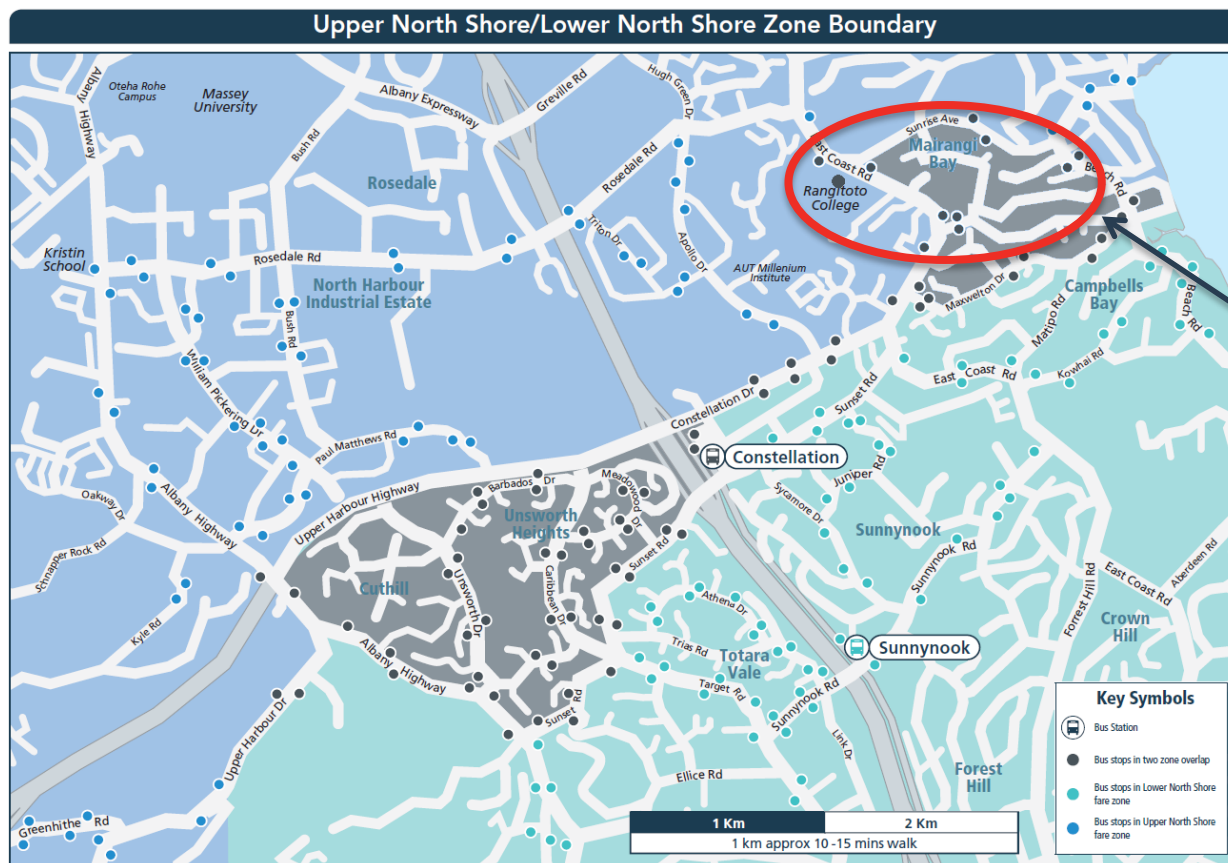 Upper North Shore/Lower North Shore Zone Boundary
Oteha Rohe
Campus
Massey
University
Albany
Highway
Albany Expressway
Greville Rd
Hugh Green Dr
Bush Rd
Rosedale
Rosedale Rd
Sunrise Ave
Mairangi
Bay
East Coast Rd
Beach Rd
Rangitoto
College
Kristin
School
Rosedale Rd
Triton Dr
Apollo Dr
AUT Millenium
Institute
North Harbour
Industrial Estate
Bush Rd
Maxwelton Dr
Campbells
Bay
Beach Rd
Matipo Rd
William Pickering Dr
East Coast Rd
Kowhai Rd
Sunset Rd
Constellation Dr
Paul Matthews Rd
Constellation
Juniper Rd
Oakway Dr
Albany Highway
Upper Harbour Highway
Barbados Dr
Meadowood Dr
Unsworth
Heights
Sycamore Dr
Sunnynook
Schnapper Rock Rd
Sunset Rd
Sunnynook Rd
Aberdeen Rd
East Coast Rd
Cuthill
Unsworth Dr
Caribbean Dr
Athena Dr
Forrest Hill Rd
Crown
Hill
Kyle Rd
Albany
Highway
Trias Rd
Totara
Vale
Sunnynook
Target Rd
Sunnynook Rd
Upper Harbour Dr
Sunset Rd
Link Dr
Ellice Rd
Forest
Hill
Greenhithe Rd
Key Symbols
Bus Station
Bus stops in two zone overlap
Bus stops in Lower North Shore
fare zone
Bus stops in Upper North Shore
fare zone
1 Km
2 Km
1 km approx 10 -15 mins walk